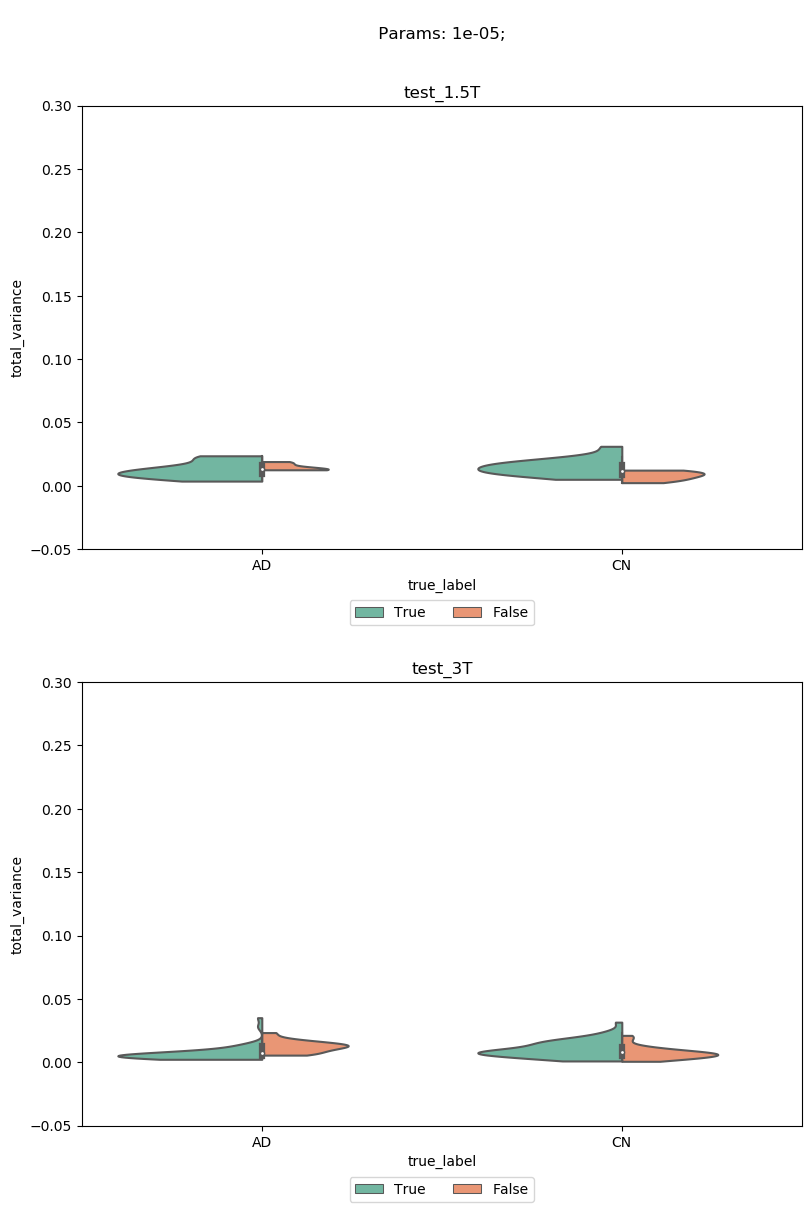 Params: 1e-05;
test_1.5T
0.30
0.25
0.20
0.15
0.10
0.05
0.00
−0.05
total_variance
AD CN
true_label
True False
test_3T
0.30
0.25
0.20
0.15
0.10
0.05
0.00
−0.05
total_variance
AD CN
true_label
True False